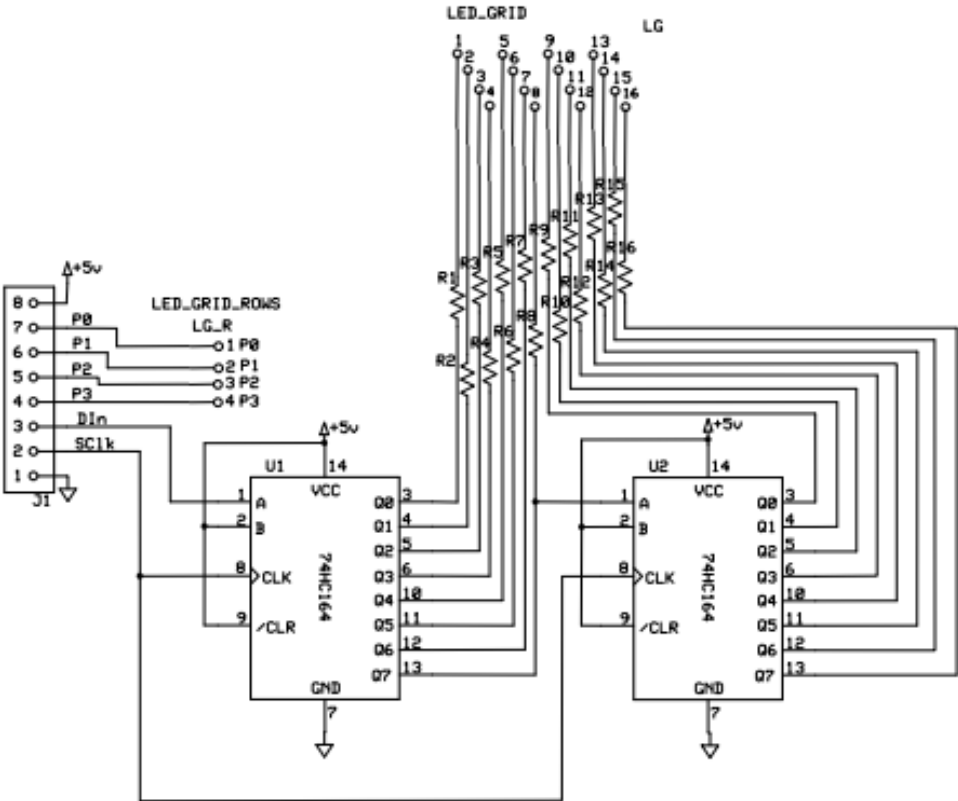 LED_GRID
LG
1 5 9 13
2 6 10 14
3 7 11 15
4 8 12 16
R15
R13
R11
R9
R7
R5
R3
R1
R16
R14
R12
R10
R8
R6
R4
R2
+5v
8
7 P0
6 P1
5 P2
4 P3
3 DIn
2 SClk
1
J1
LED_GRID_ROWS
LG_R
1 P0
2 P1
3 P2
4 P3
+5v
U1 14
VCC
1 A Q0 3
2 B Q1 4
Q2 5
8 CLK Q3 6
Q4 10
9 /CLR Q5 11
Q6 12
Q7 13
74HC164
GND
7
+5v
U2 14
VCC
1 A Q0 3
2 B Q1 4
Q2 5
8 CLK Q3 6
Q4 10
9 /CLR Q5 11
Q6 12
Q7 13
74HC164
GND
7